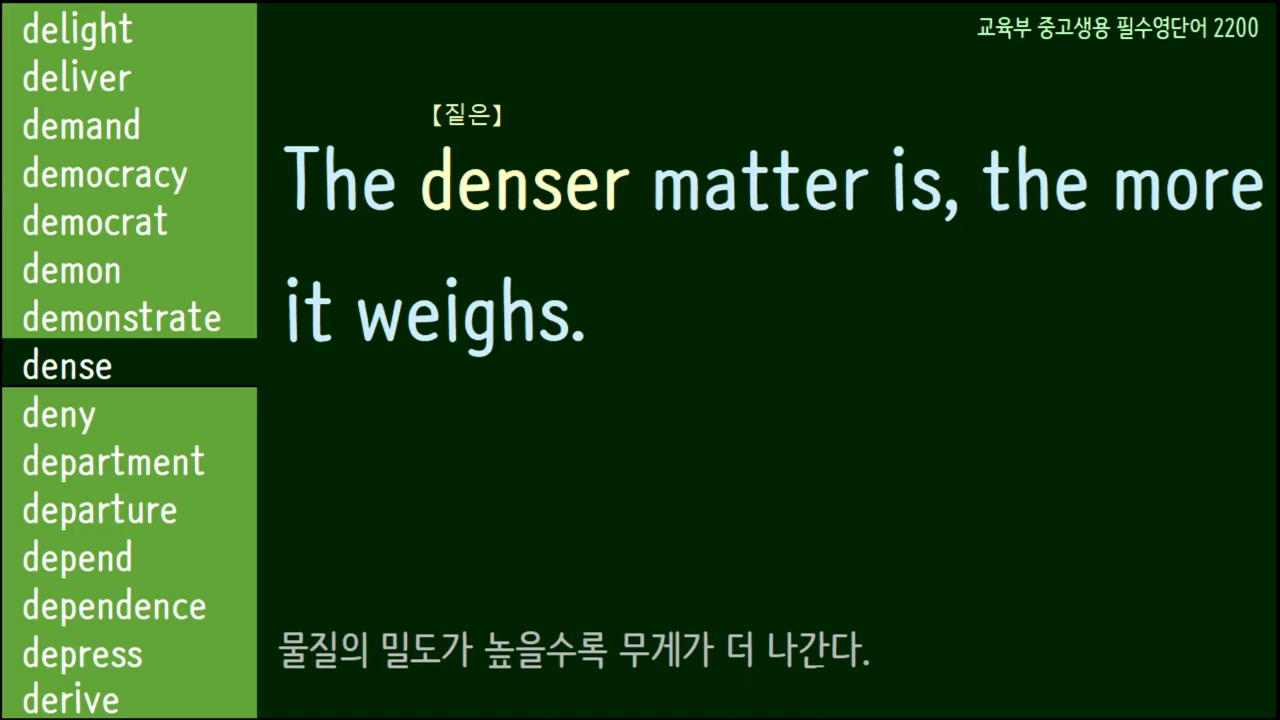 delight
deliver
demand
democracy
democrat
demon
demonstrate
dense
deny
department
departure
depend
dependence
depress
derive
교육부 중고생용 필수영단어 2200
【짙은】
The denser matter is, the more
it weighs.
물질의 밀도가 높을수록 무게가 더 나간다.